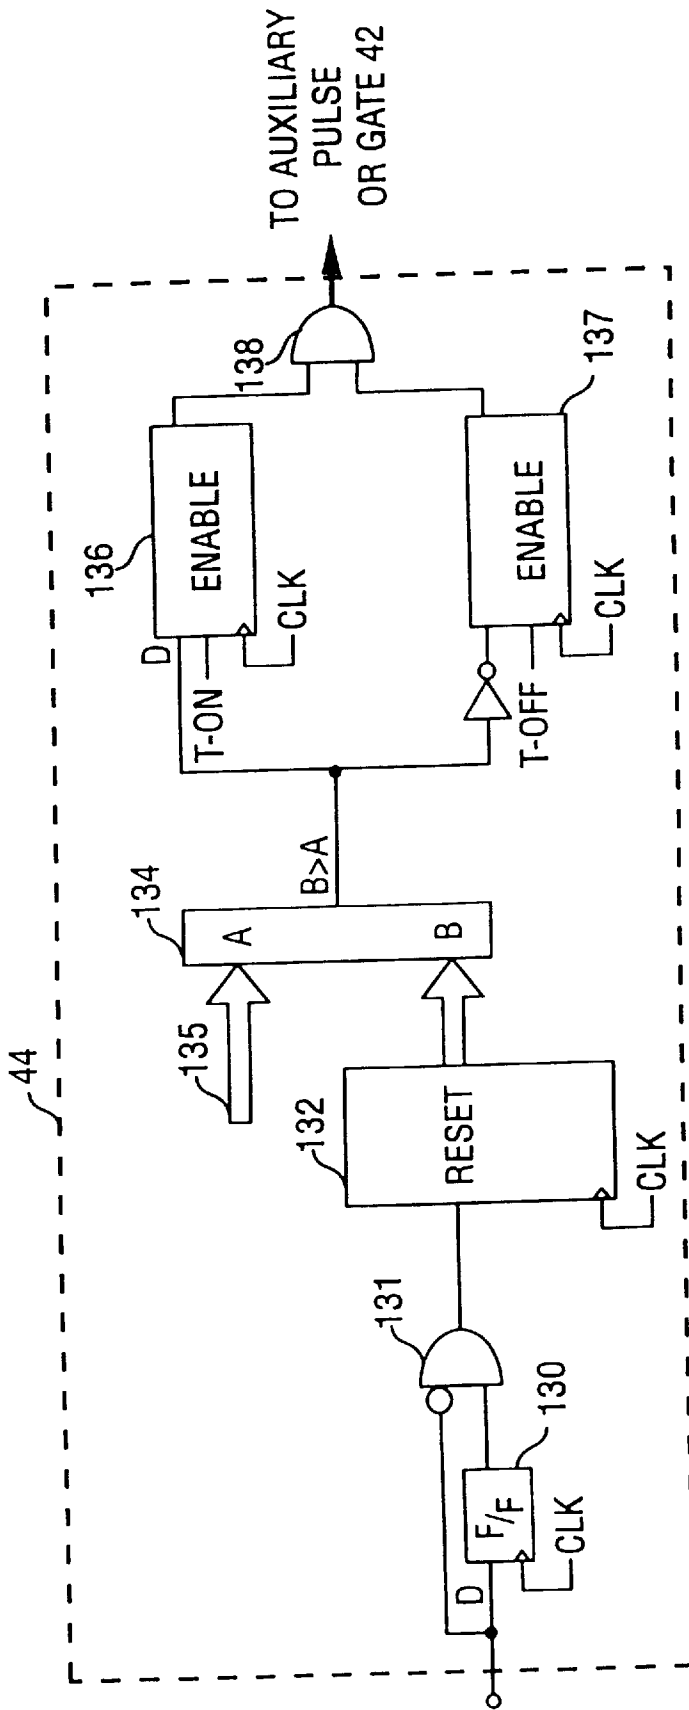 44
TO AUXILIARY
PULSE
OR GATE 42
138
136
ENABLE
D
T-ON
CLK
137
ENABLE
T-OFF
CLK
134
A
B
B>A
135
132
RESET
CLK
131
130
F/F
D
CLK